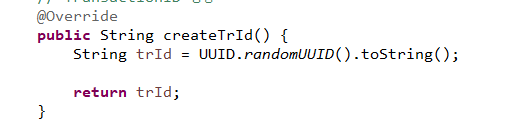 @Override
public String createTrId() {
    String trId = UUID.randomUUID().toString();

    return trId;
}